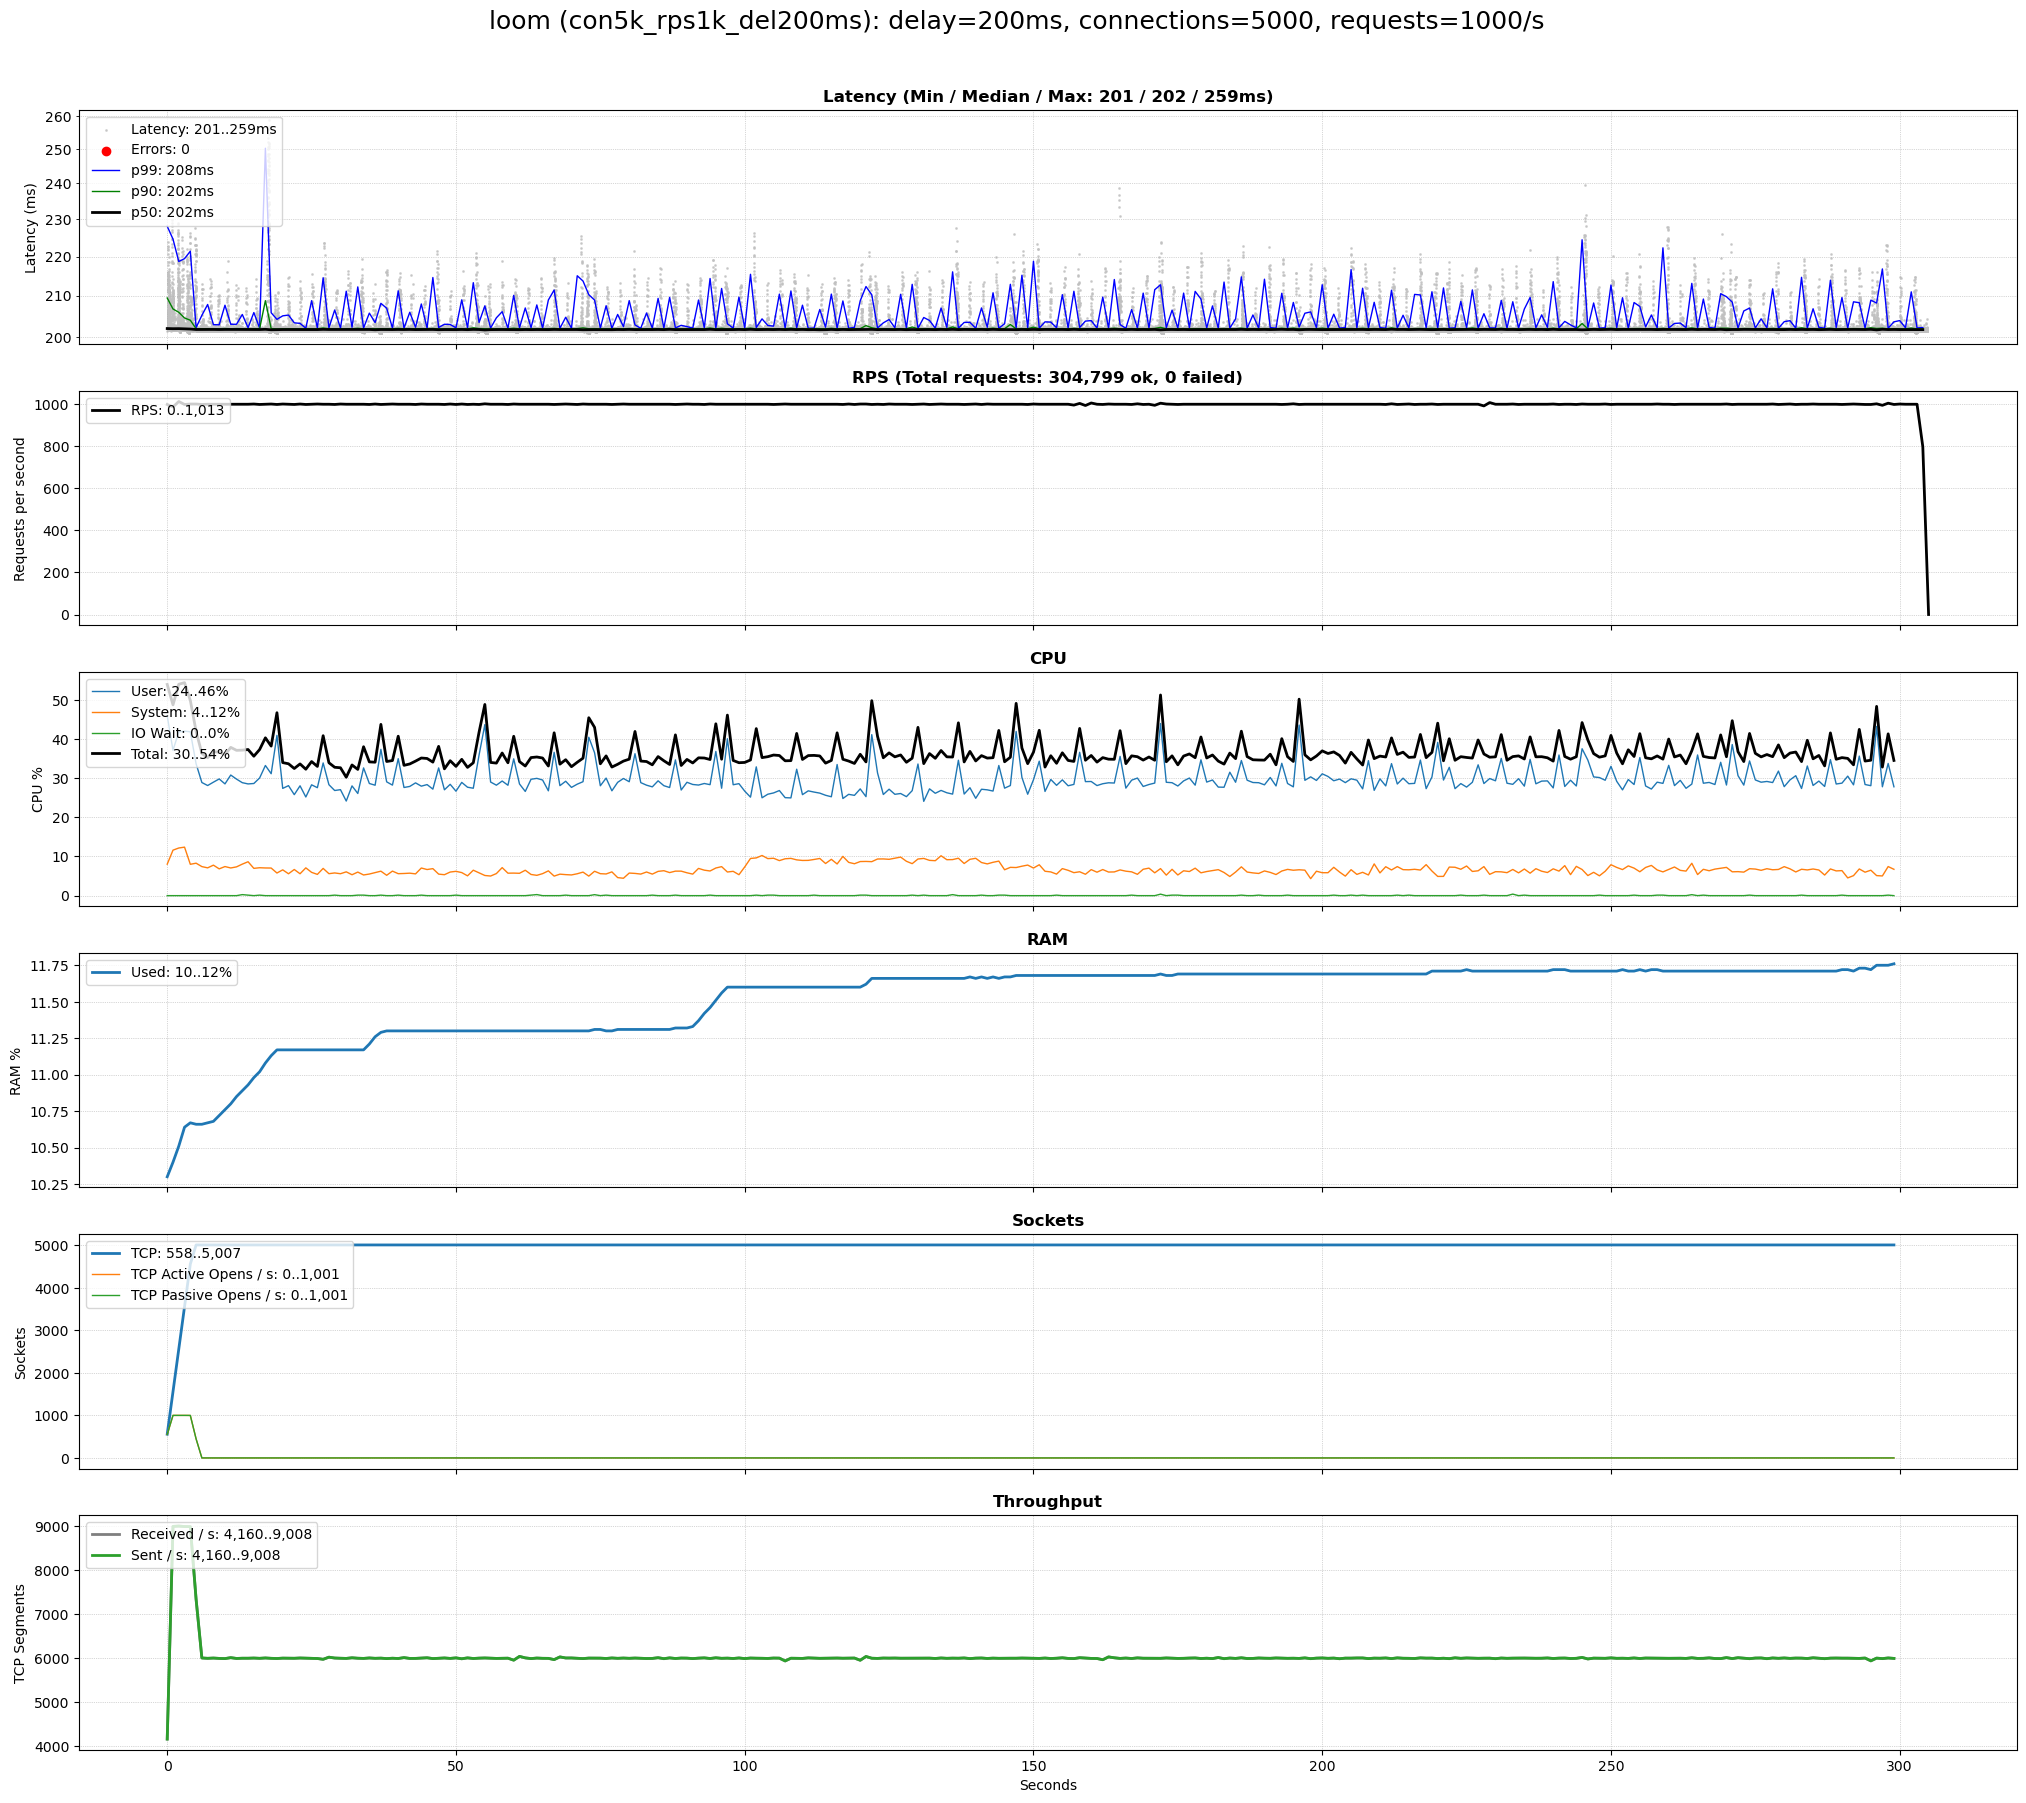 loom (con5k_rps1k_del200ms): delay=200ms, connections=5000, requests=1000/s
Latency (Min / Median / Max: 201 / 202 / 259ms)
Latency (ms)
260
250
240
230
220
210
200
Latency: 201..259ms
Errors: 0
p99: 208ms
p90: 202ms
p50: 202ms
RPS (Total requests: 304,799 ok, 0 failed)
Requests per second
1000
800
600
400
200
0
RPS: 0..1,013
CPU
CPU %
50
40
30
20
10
0
User: 24..46%
System: 4..12%
IO Wait: 0..0%
Total: 30..54%
RAM
RAM %
11.75
11.50
11.25
11.00
10.75
10.50
10.25
Used: 10..12%
Sockets
Sockets
5000
4000
3000
2000
1000
0
TCP: 558..5,007
TCP Active Opens / s: 0..1,001
TCP Passive Opens / s: 0..1,001
Throughput
TCP Segments
9000
8000
7000
6000
5000
4000
Received / s: 4,160..9,008
Sent / s: 4,160..9,008
0 50 100 150 200 250 300
Seconds